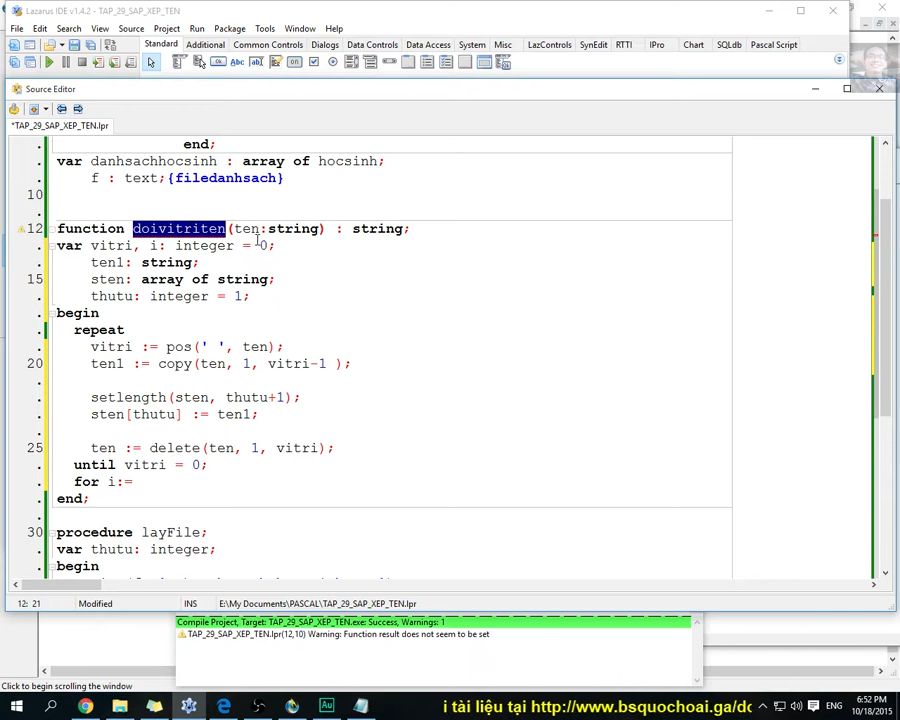 Lazarus IDE v1.4.2 - TAP_29_SAP_XEP_TEN
File Edit Search View Source Project Run Package Tools Window Help
Standard Additional Common Controls Dialogs Data Controls Data Access System Misc LazControls SynEdit RTTI IPro Chart SQLdb Pascal Script
Source Editor
*TAP_29_SAP_XEP_TEN.lpr
end;
var danhsachhocsinh : array of hocsinh;
f : text;{filedanhsach}
10
12 function doivitriten(ten:string) : string;
var vitri, i: integer = 0;
ten1: string;
15 sten: array of string;
thutu: integer = 1;
begin
repeat
vitri := pos(' ', ten);
20 ten1 := copy(ten, 1, vitri-1 );
setlength(sten, thutu+1);
sten[thutu] := ten1;
25 ten := delete(ten, 1, vitri);
until vitri = 0;
for i:=
end;
30 procedure layFile;
var thutu: integer;
begin
12: 21 Modified INS E:\My Documents\PASCAL\TAP_29_SAP_XEP_TEN.lpr
Compile Project, Target: TAP_29_SAP_XEP_TEN.exe: Success, Warnings: 1
TAP_29_SAP_XEP_TEN.lpr(12,10) Warning: Function result does not seem to be set
Click to begin scrolling the window
i tài liệu tại http://www.bsquochoai.ga/do
ENG
6:52 PM
10/18/2015